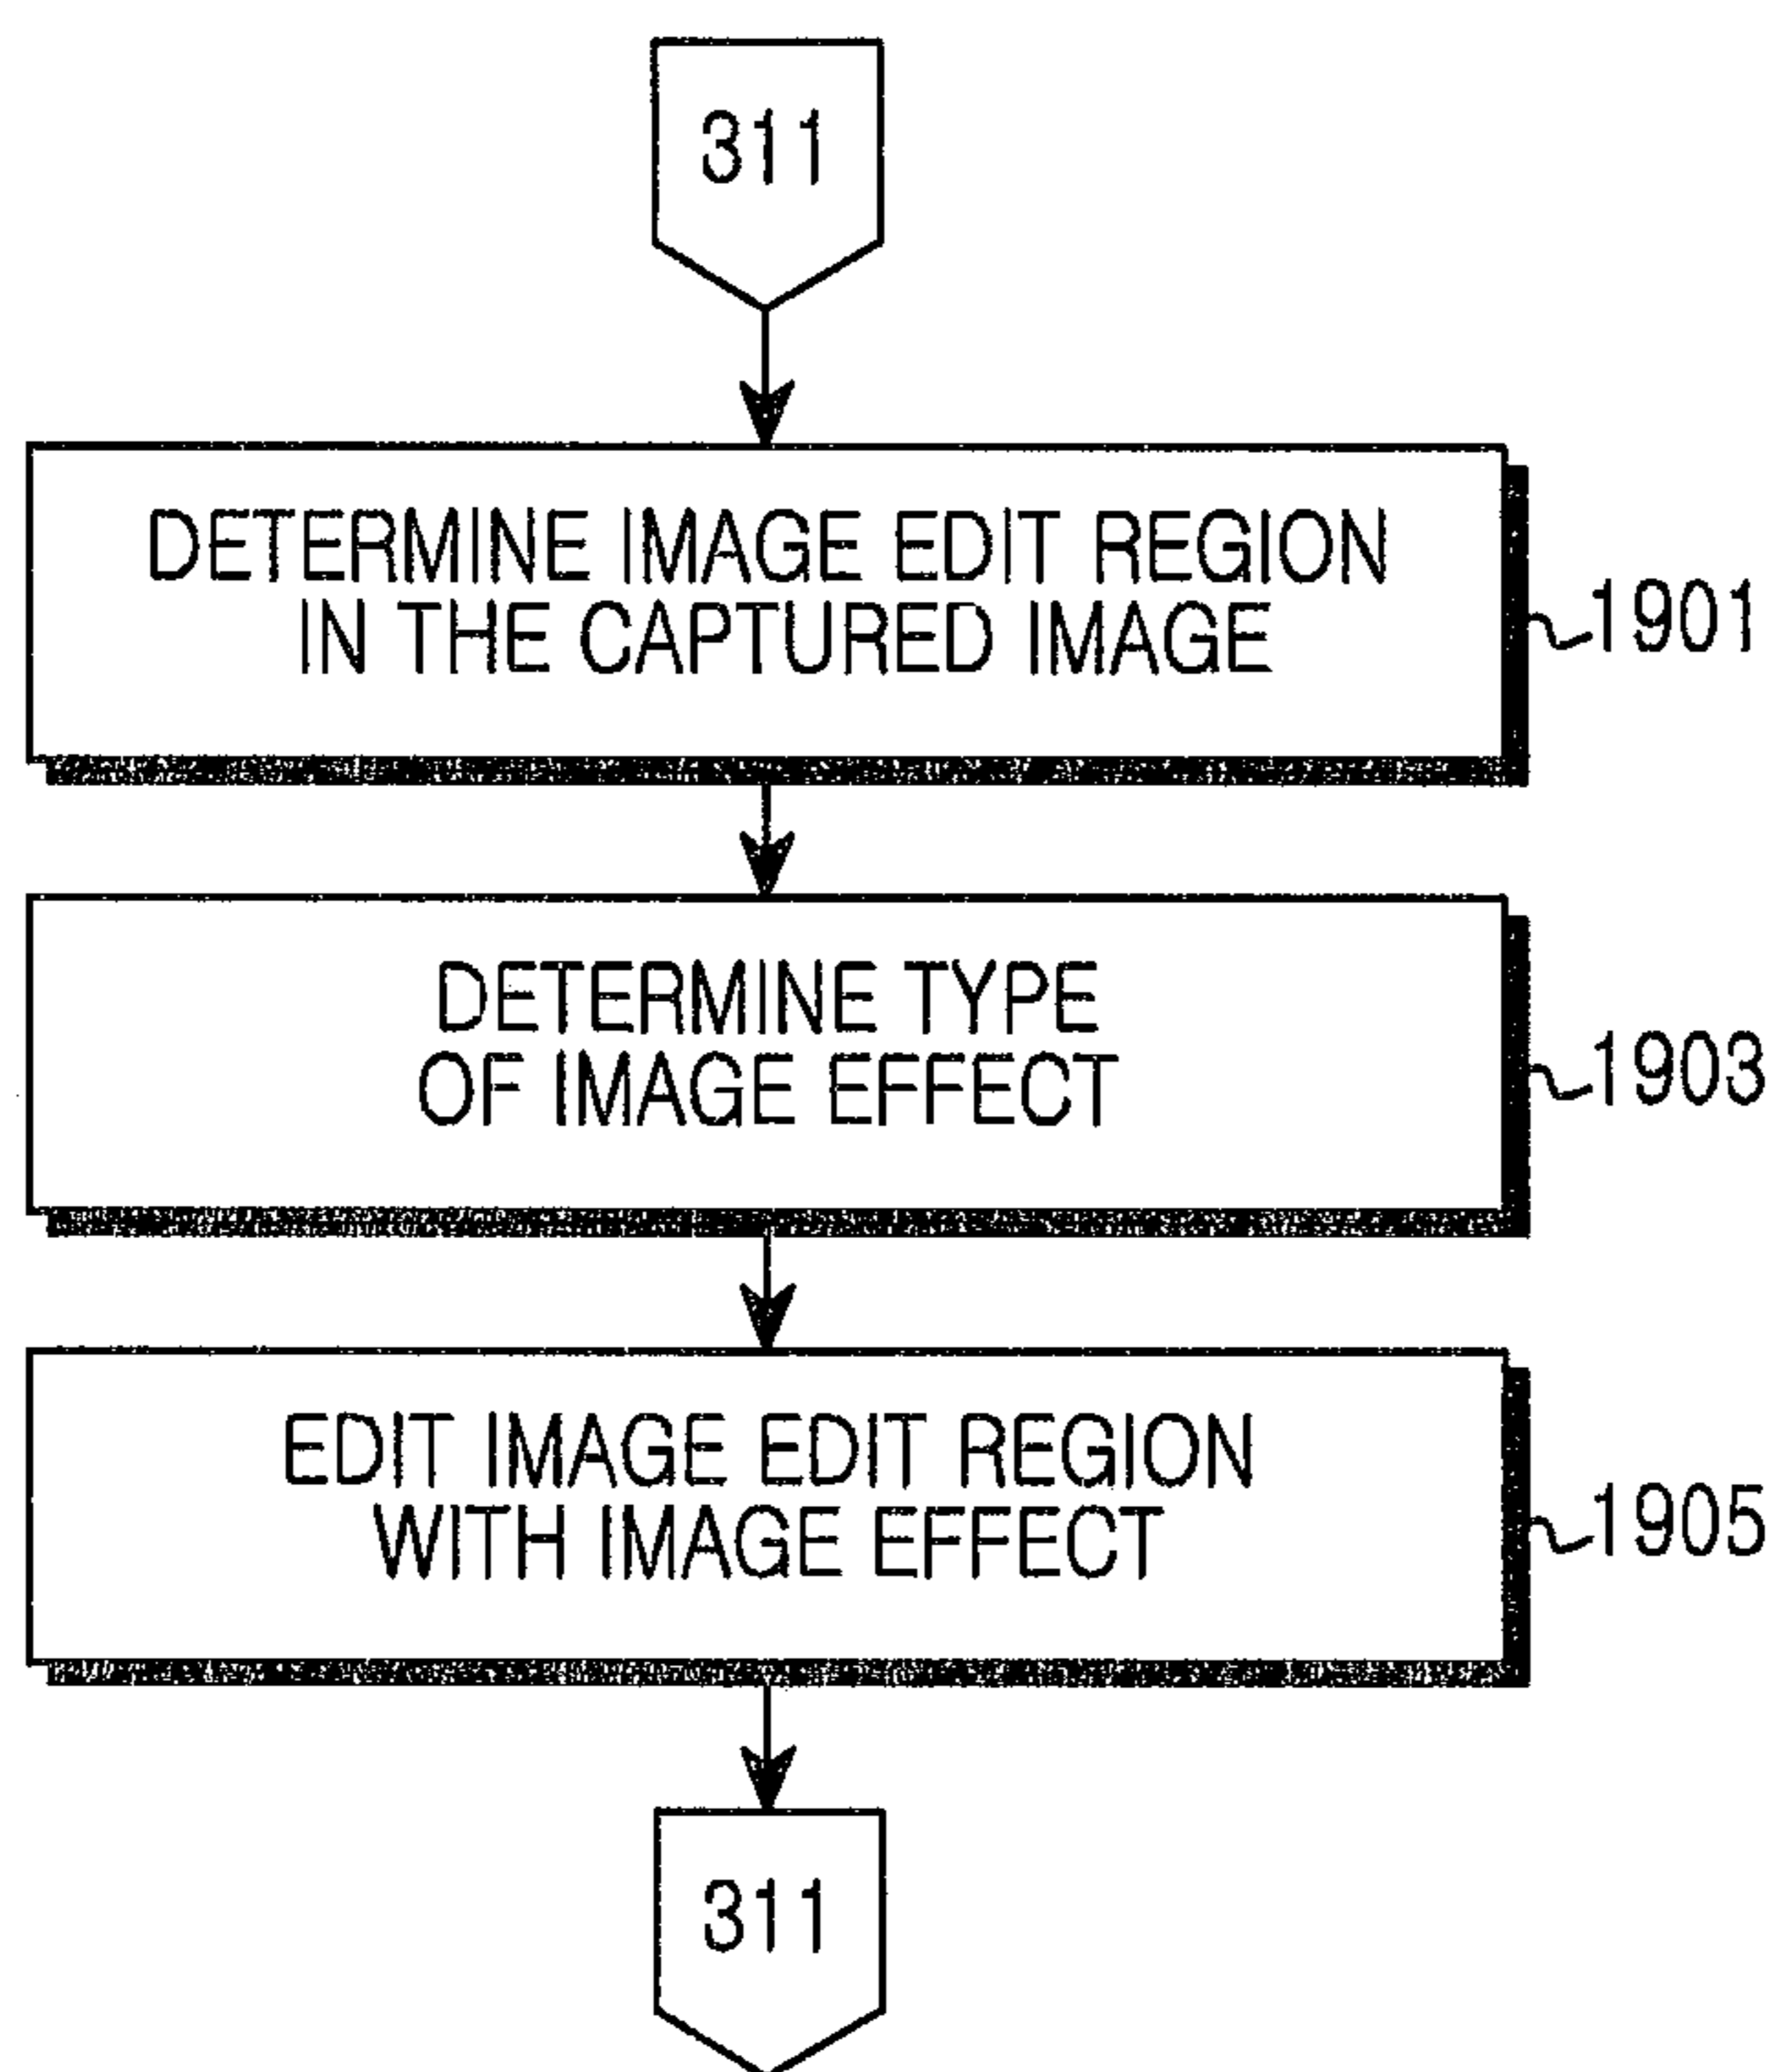 311
DETERMINE IMAGE EDIT REGION
IN THE CAPTURED IMAGE
1901
DETERMINE TYPE
OF IMAGE EFFECT
1903
EDIT IMAGE EDIT REGION
WITH IMAGE EFFECT
1905
311